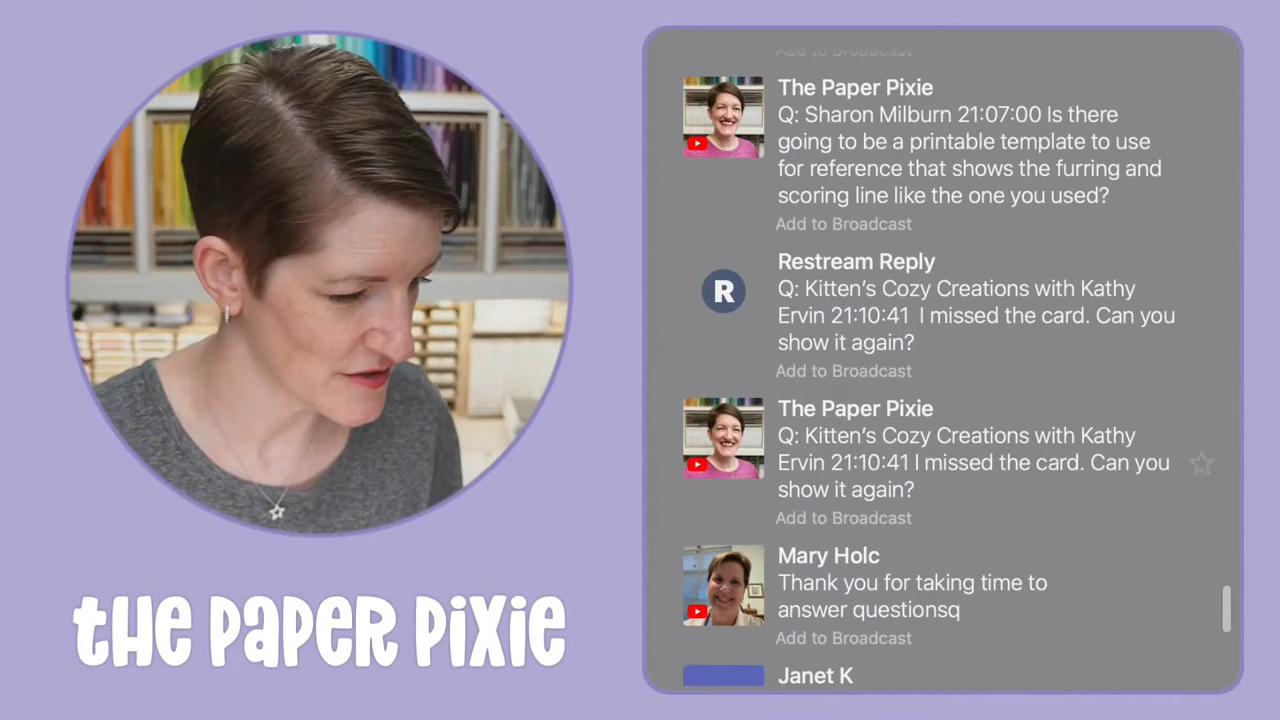 Add to Broadcast
The Paper Pixie
Q: Sharon Milburn 21:07:00 Is there
going to be a printable template to use
for reference that shows the furring and
scoring line like the one you used?
Add to Broadcast
R
Restream Reply
Q: Kitten's Cozy Creations with Kathy
Ervin 21:10:41 I missed the card. Can you
show it again?
Add to Broadcast
The Paper Pixie
Q: Kitten's Cozy Creations with Kathy
Ervin 21:10:41 I missed the card. Can you
show it again?
Add to Broadcast
Mary Holc
Thank you for taking time to
answer questionsq
Add to Broadcast
Janet K
the paper pixie